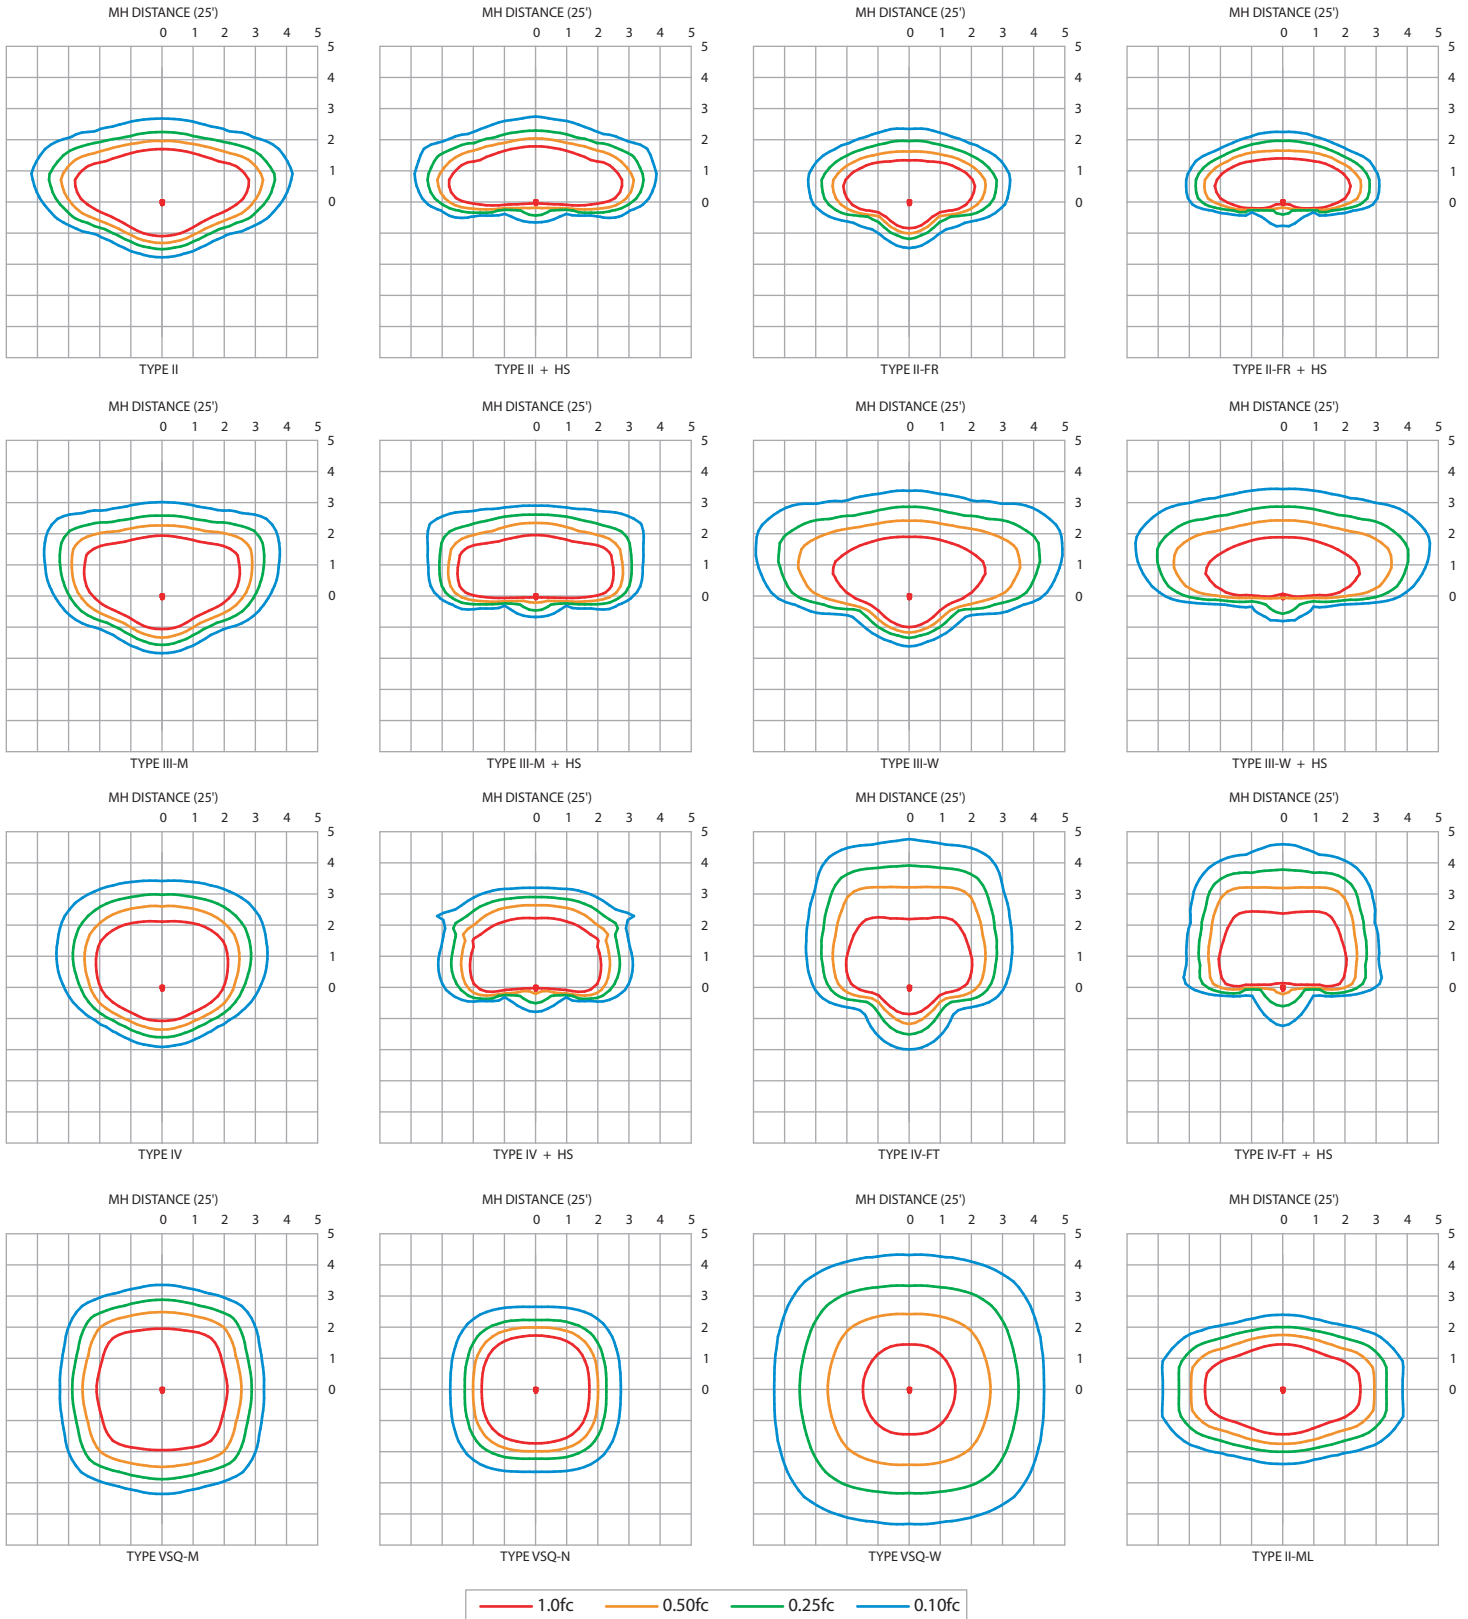 MH DISTANCE (25') MH DISTANCE (25') MH DISTANCE (25') MH DISTANCE (25')
0 1 2 3 4 5 0 1 2 3 4 5 0 1 2 3 4 5 0 1 2 3 4 5
5 5 5 5
4 4 4 4
3 3 3 3
2 2 2 2
1 1 1 1
0 0 0 0
TYPE II TYPE II + HS TYPE II-FR TYPE II-FR + HS
MH DISTANCE (25') MH DISTANCE (25') MH DISTANCE (25') MH DISTANCE (25')
0 1 2 3 4 5 0 1 2 3 4 5 0 1 2 3 4 5 0 1 2 3 4 5
5 5 5 5
4 4 4 4
3 3 3 3
2 2 2 2
1 1 1 1
0 0 0 0
TYPE III-M TYPE III-M + HS TYPE III-W TYPE III-W + HS
MH DISTANCE (25') MH DISTANCE (25') MH DISTANCE (25') MH DISTANCE (25')
0 1 2 3 4 5 0 1 2 3 4 5 0 1 2 3 4 5 0 1 2 3 4 5
5 5 5 5
4 4 4 4
3 3 3 3
2 2 2 2
1 1 1 1
0 0 0 0
TYPE IV TYPE IV + HS TYPE IV-FT TYPE IV-FT + HS
MH DISTANCE (25') MH DISTANCE (25') MH DISTANCE (25') MH DISTANCE (25')
0 1 2 3 4 5 0 1 2 3 4 5 0 1 2 3 4 5 0 1 2 3 4 5
5 5 5 5
4 4 4 4
3 3 3 3
2 2 2 2
1 1 1 1
0 0 0 0
TYPE VSQ-M TYPE VSQ-N TYPE VSQ-W TYPE II-ML
1.0fc 0.50fc 0.25fc 0.10fc